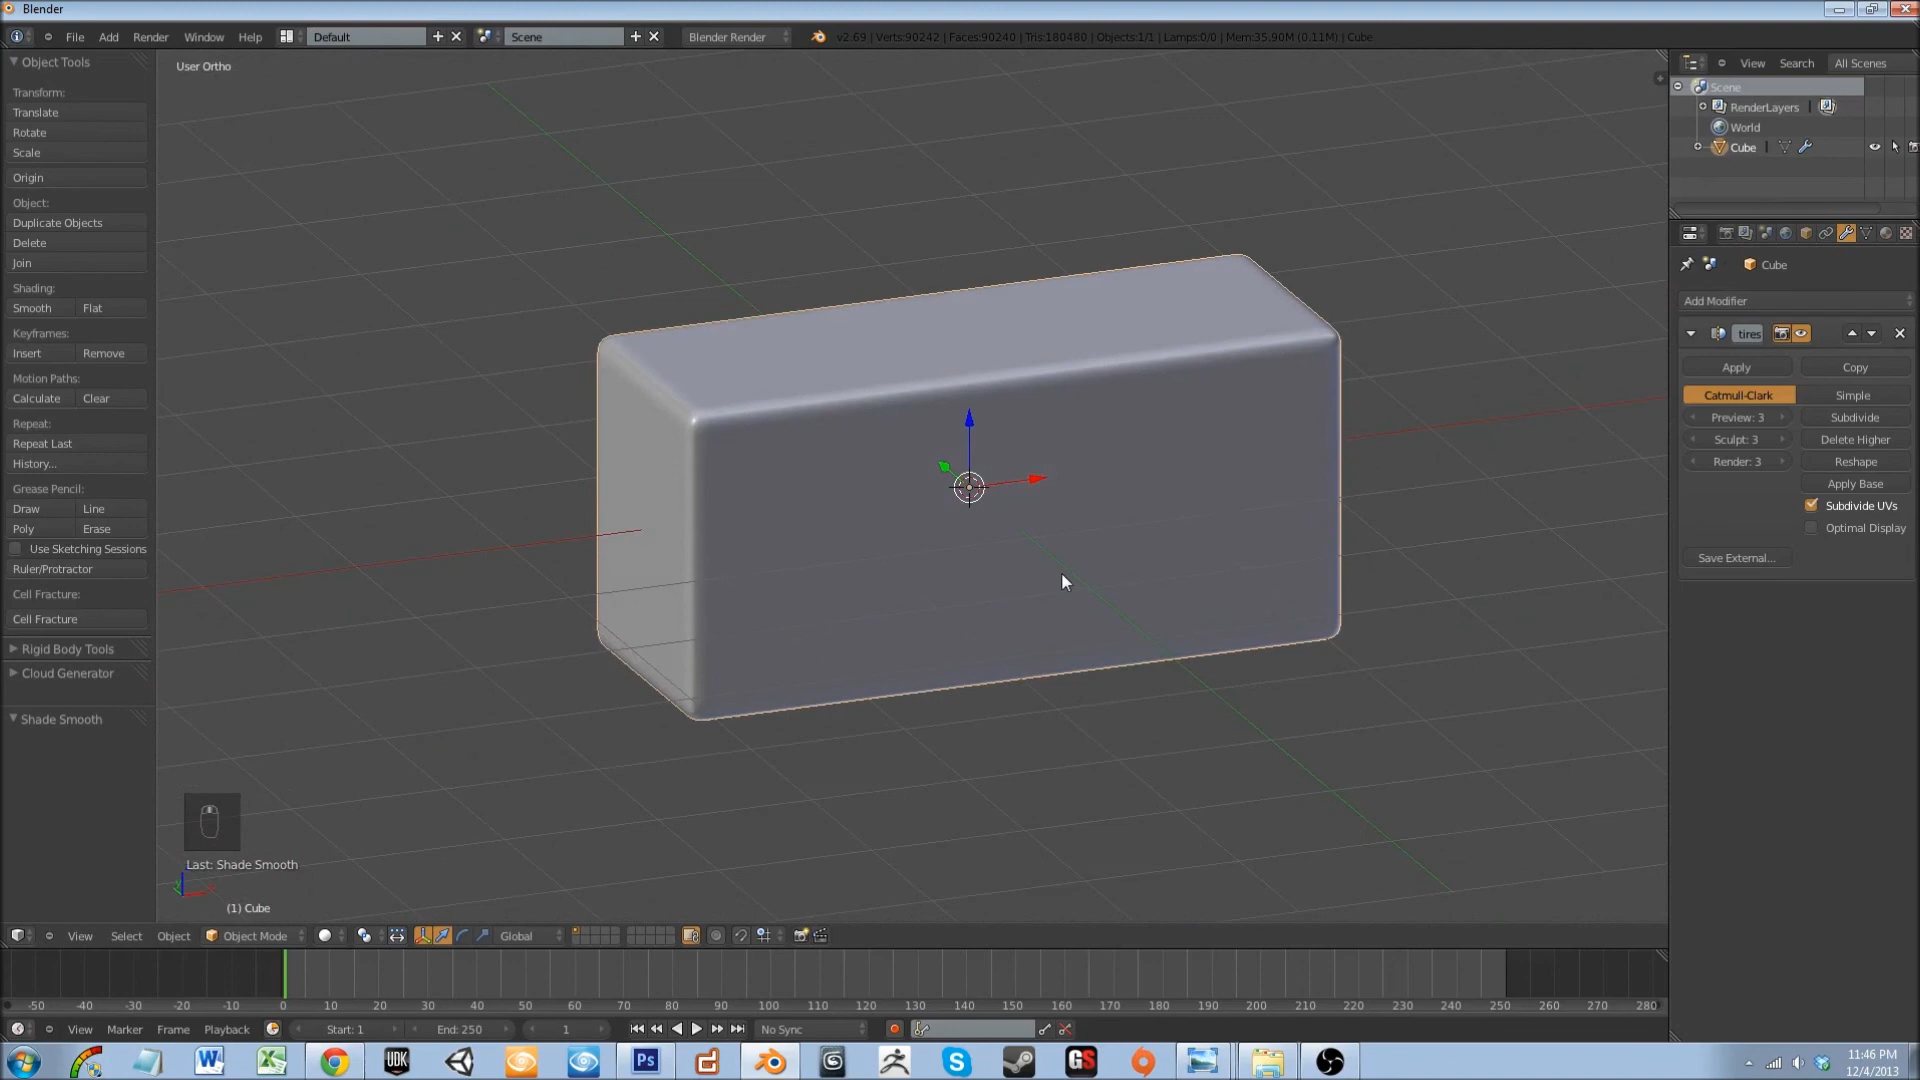 Blender
File Add Render Window Help Default Scene Blender Render v2.69 | Verts:90242 | Faces:90240 | Tris:180480 | Objects:1/1 | Lamps:0/0 | Mem:35.90M (0.11M) | Cube
Object Tools
Transform:
Translate
Rotate
Scale
Origin
Object:
Duplicate Objects
Delete
Join
Shading:
Smooth Flat
Keyframes:
Insert Remove
Motion Paths:
Calculate Clear
Repeat:
Repeat Last
History...
Grease Pencil:
Draw Line
Poly Erase
Use Sketching Sessions
Ruler/Protractor
Cell Fracture:
Cell Fracture
Rigid Body Tools
Cloud Generator
Shade Smooth
User Ortho
Last: Shade Smooth
(1) Cube
View Search All Scenes
Scene
RenderLayers |
World
Cube |
Cube
Add Modifier
tires
Apply Copy
Catmull-Clark Simple
Preview: 3 Subdivide
Sculpt: 3 Delete Higher
Render: 3 Reshape
Apply Base
Subdivide UVs
Optimal Display
Save External...
View Select Object Object Mode Global
-50 -40 -30 -20 -10 0 10 20 30 40 50 60 70 80 90 100 110 120 130 140 150 160 170 180 190 200 210 220 230 240 250 260 270 280
View Marker Frame Playback Start: 1 End: 250 1 No Sync
UDK Ps GS
11:46 PM
12/4/2013